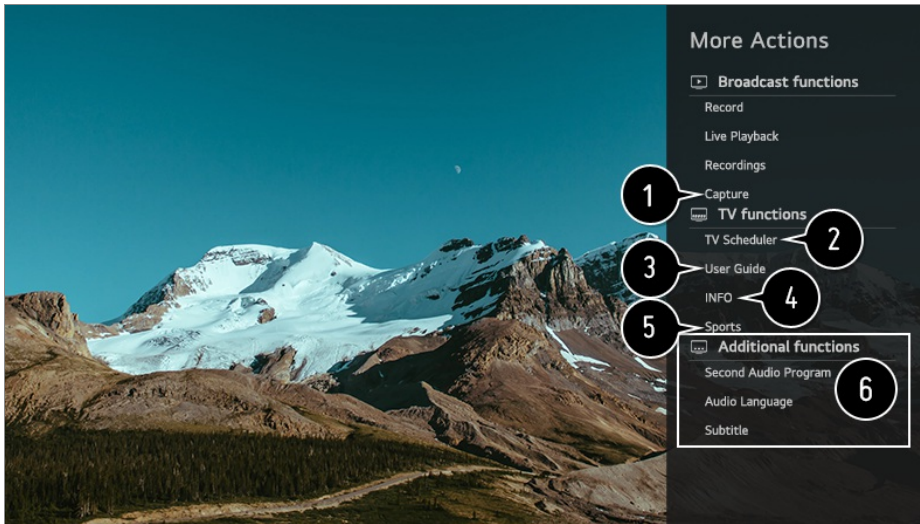 More Actions
Broadcast functions
Record
Live Playback
Recordings
1
Capture
TV functions
TV Scheduler
2
3
User Guide
INFO
4
5
Sports
Additional functions
Second Audio Program
6
Audio Language
Subtitle